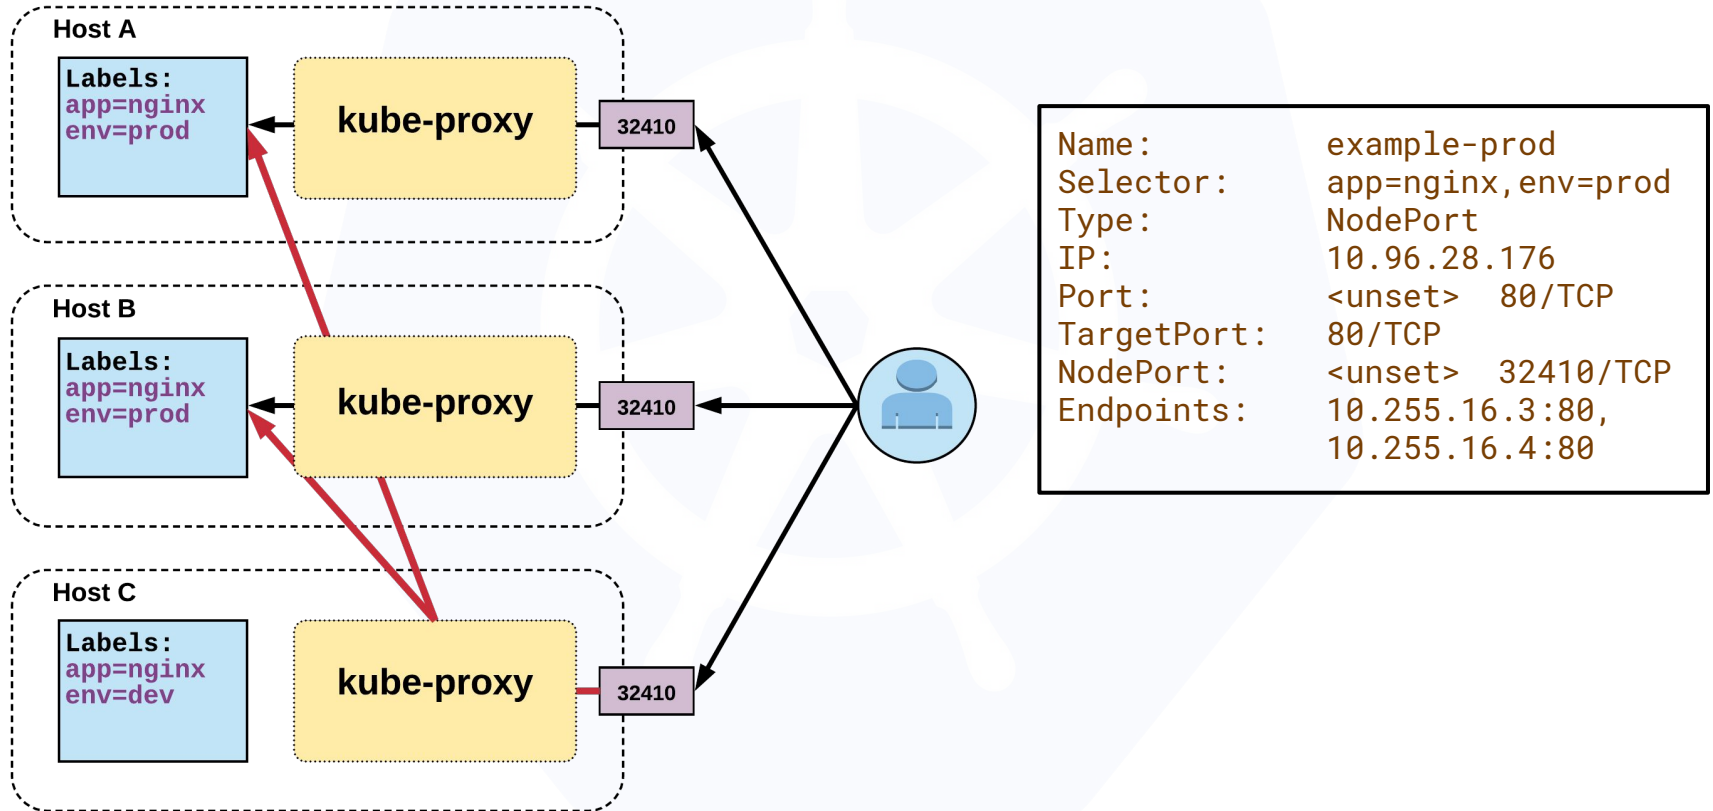 Host A
Labels:
app=nginx
env=prod
kube-proxy
32410
Host B
Labels:
app=nginx
env=prod
kube-proxy
32410
Host C
Labels:
app=nginx
env=dev
kube-proxy
32410
Name: example-prod
Selector: app=nginx,env=prod
Type: NodePort
IP: 10.96.28.176
Port: <unset> 80/TCP
TargetPort: 80/TCP
NodePort: <unset> 32410/TCP
Endpoints: 10.255.16.3:80,
10.255.16.4:80